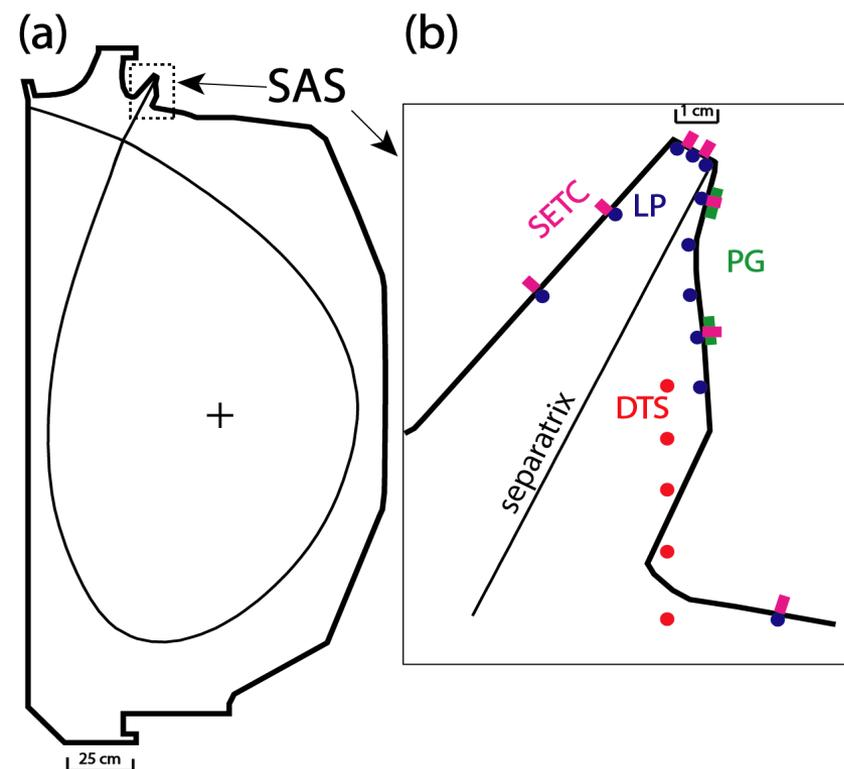 (a)
(b)
SAS
1 cm
SETC
LP
PG
DTS
separatrix
25 cm